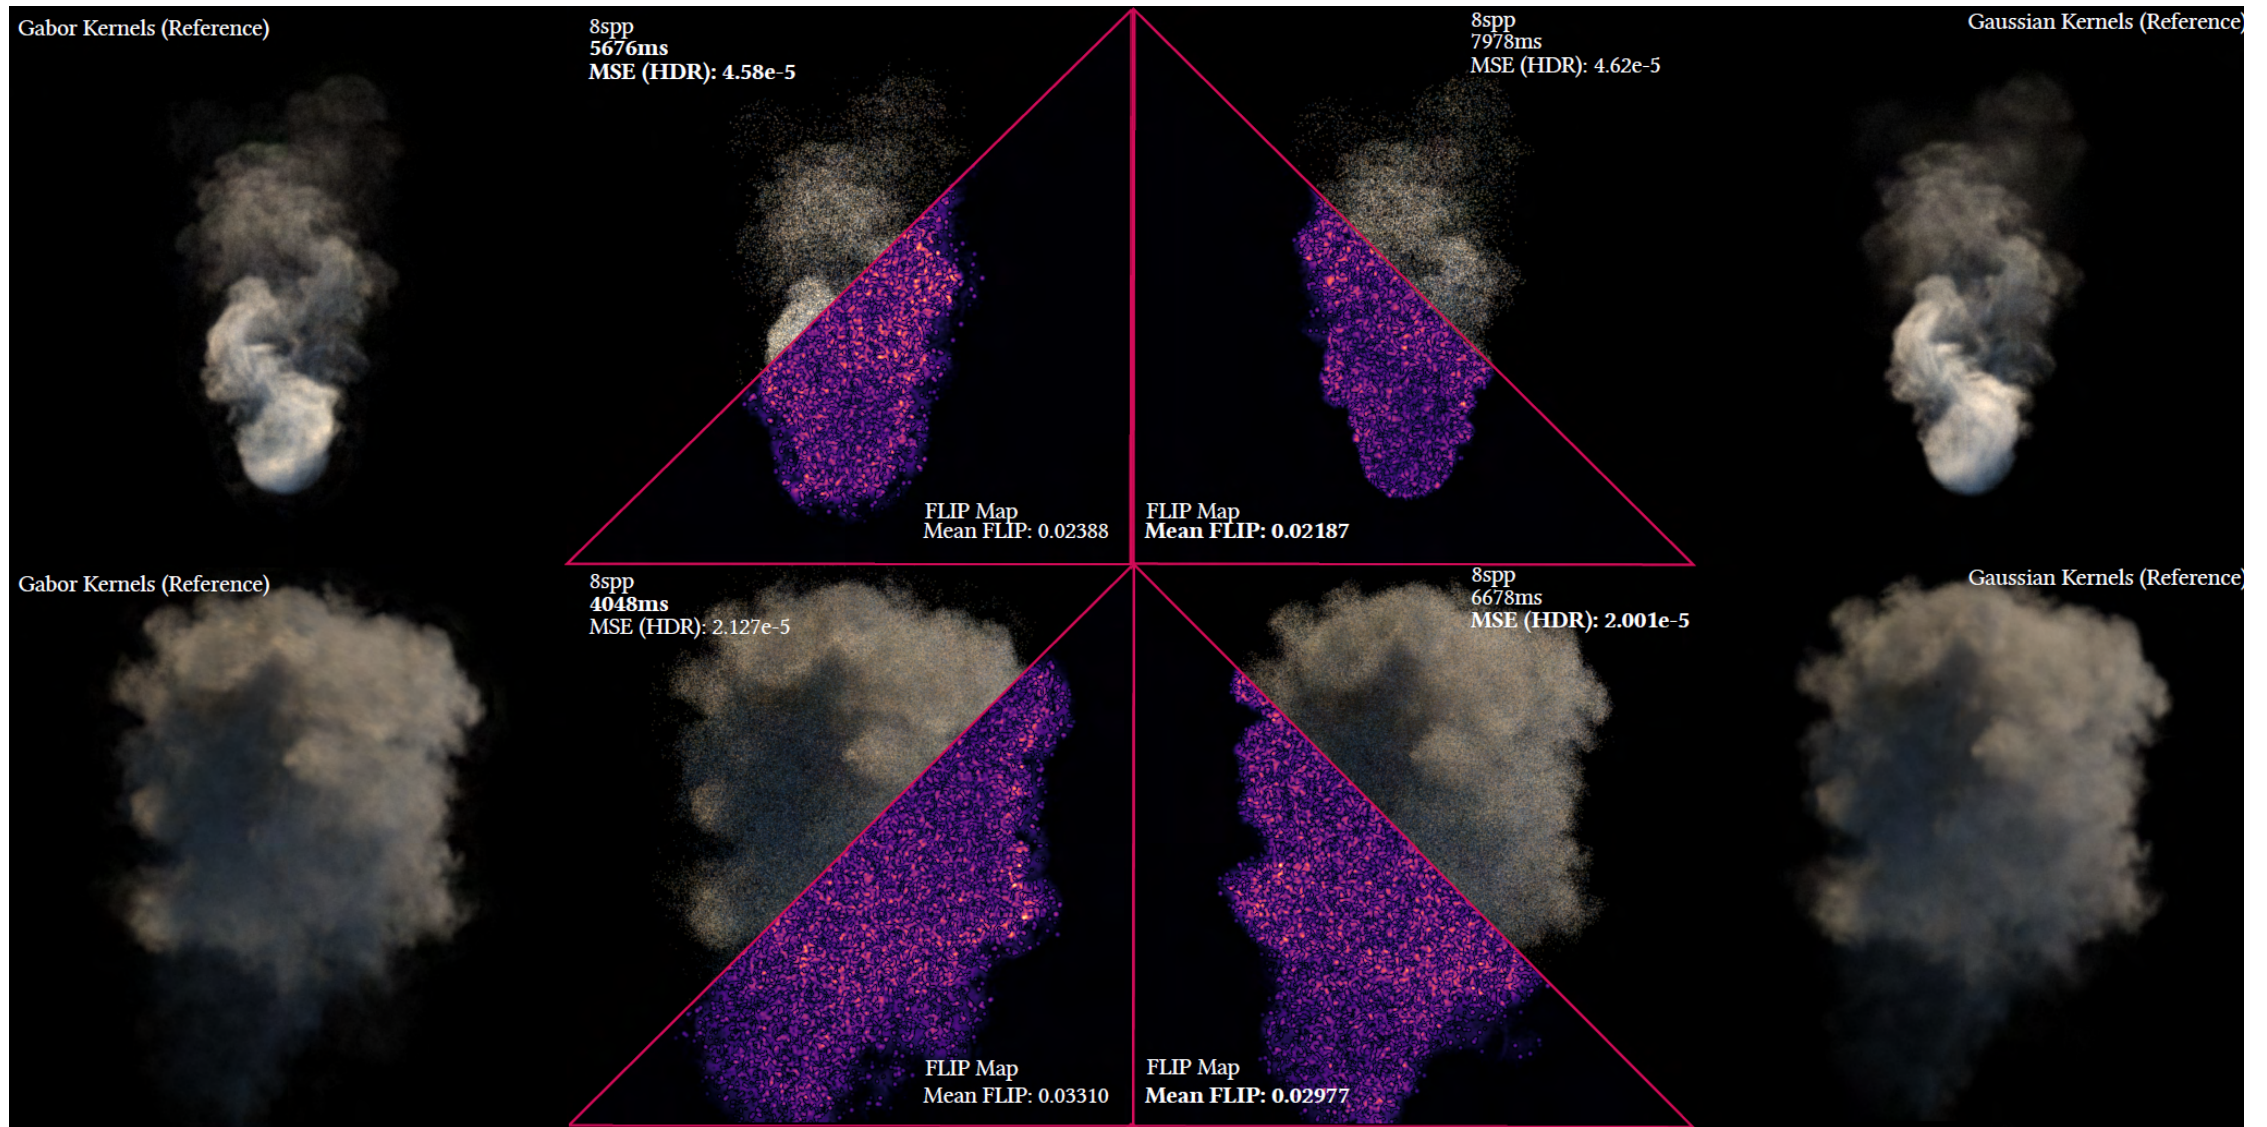 Gabor Kernels (Reference)
8spp
5676ms
MSE (HDR): 4.58e-5
8spp
7978ms
MSE (HDR): 4.62e-5
Gaussian Kernels (Reference)
FLIP Map
Mean FLIP: 0.02388
FLIP Map
Mean FLIP: 0.02187
Gabor Kernels (Reference)
8spp
4048ms
MSE (HDR): 2.127e-5
8spp
6678ms
MSE (HDR): 2.001e-5
Gaussian Kernels (Reference)
FLIP Map
Mean FLIP: 0.03310
FLIP Map
Mean FLIP: 0.02977